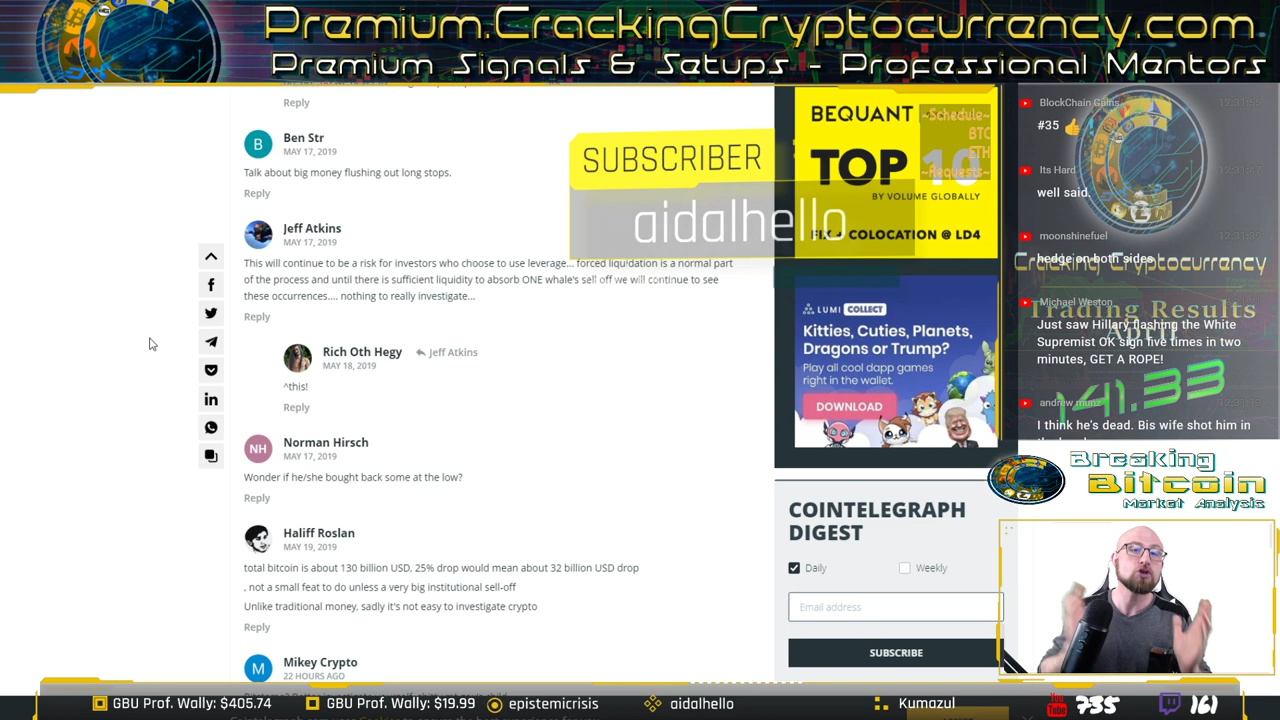 Premium.CrackingCryptocurrency.com
Premium Signals & Setups - Professional Mentors
Reply
Ben Str
MAY 17, 2019
Talk about big money flushing out long stops.
Reply
Jeff Atkins
MAY 17, 2019
This will continue to be a risk for investors who choose to use leverage... forced liquidation is a normal part
of the process and until there is sufficient liquidity to absorb ONE whale's sell off we will continue to see
these occurrences.... nothing to really investigate...
Reply
Rich Oth Hegy Jeff Atkins
MAY 18, 2019
^this!
Reply
NH
Norman Hirsch
MAY 17, 2019
Wonder if he/she bought back some at the low?
Reply
Haliff Roslan
MAY 19, 2019
total bitcoin is about 130 billion USD, 25% drop would mean about 32 billion USD drop
, not a small feat to do unless a very big institutional sell-off
Unlike traditional money, sadly it's not easy to investigate crypto
Reply
M
Mikey Crypto
22 HOURS AGO
SUBSCRIBER
aidalhello
BEQUANT
TOP 10
BY VOLUME GLOBALLY
FIX + COLOCATION @ LD4
~Schedule~
BTC
ETH
~Requests~
LUMI COLLECT
Kitties, Cuties, Planets,
Dragons or Trump?
Play all cool dapp games
right in the wallet.
DOWNLOAD
COINTELEGRAPH
DIGEST
Daily
Weekly
Email address
SUBSCRIBE
BlockChain Gains
#35 👍
Its Hard
well said.
moonshinefuel
hedge on both sides
Cracking Cryptocurrency
Michael Weston
Trading Results
April
Just saw Hillary flashing the White
Supremist OK sign five times in two
minutes, GET A ROPE!
141.33
andrew munz
I think he's dead. Bis wife shot him in
Breaking
Bitcoin
Market Analysis
GBU Prof. Wally: $405.74
GBU Prof. Wally: $19.99
epistemicrisis
aidalhello
Kumazul
You Tube
735
161